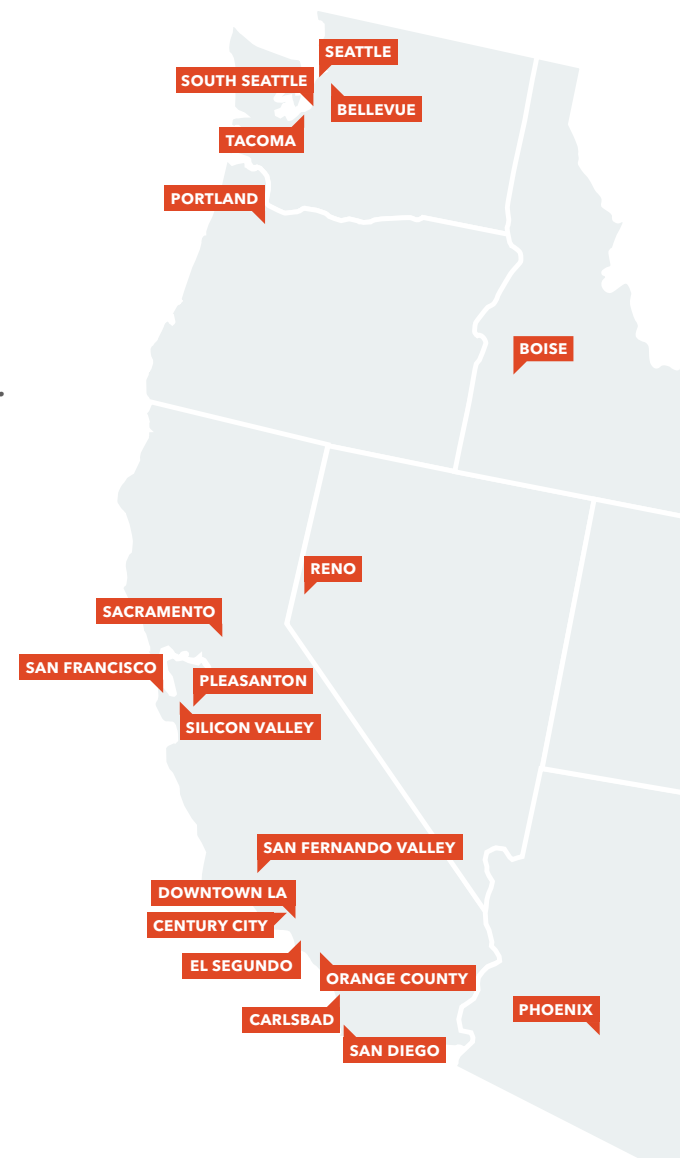 SEATTLE
SOUTH SEATTLE
BELLEVUE
TACOMA
PORTLAND
BOISE
RENO
SACRAMENTO
SAN FRANCISCO
PLEASANTON
SILICON VALLEY
SAN FERNANDO VALLEY
DOWNTOWN LA
CENTURY CITY
EL SEGUNDO
ORANGE COUNTY
PHOENIX
CARLSBAD
SAN DIEGO